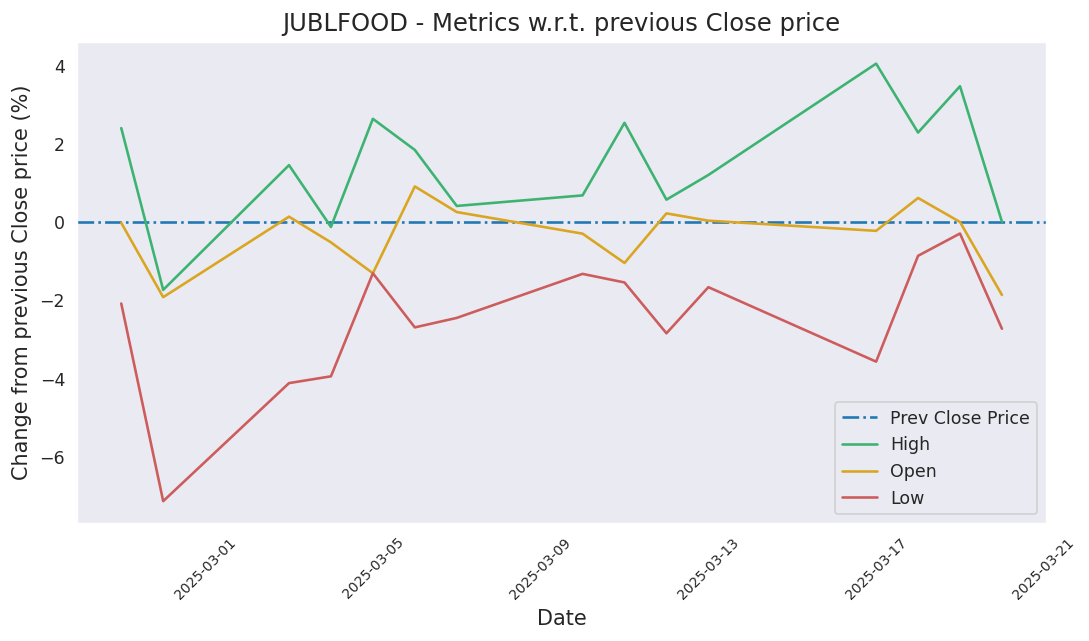 JUBLFOOD - Metrics w.r.t. previous Close price
Change from previous Close price (%)
4
2
0
−2
−4
−6
Prev Close Price
High
Open
Low
2025-03-01
2025-03-05
2025-03-09
2025-03-13
2025-03-17
2025-03-21
Date